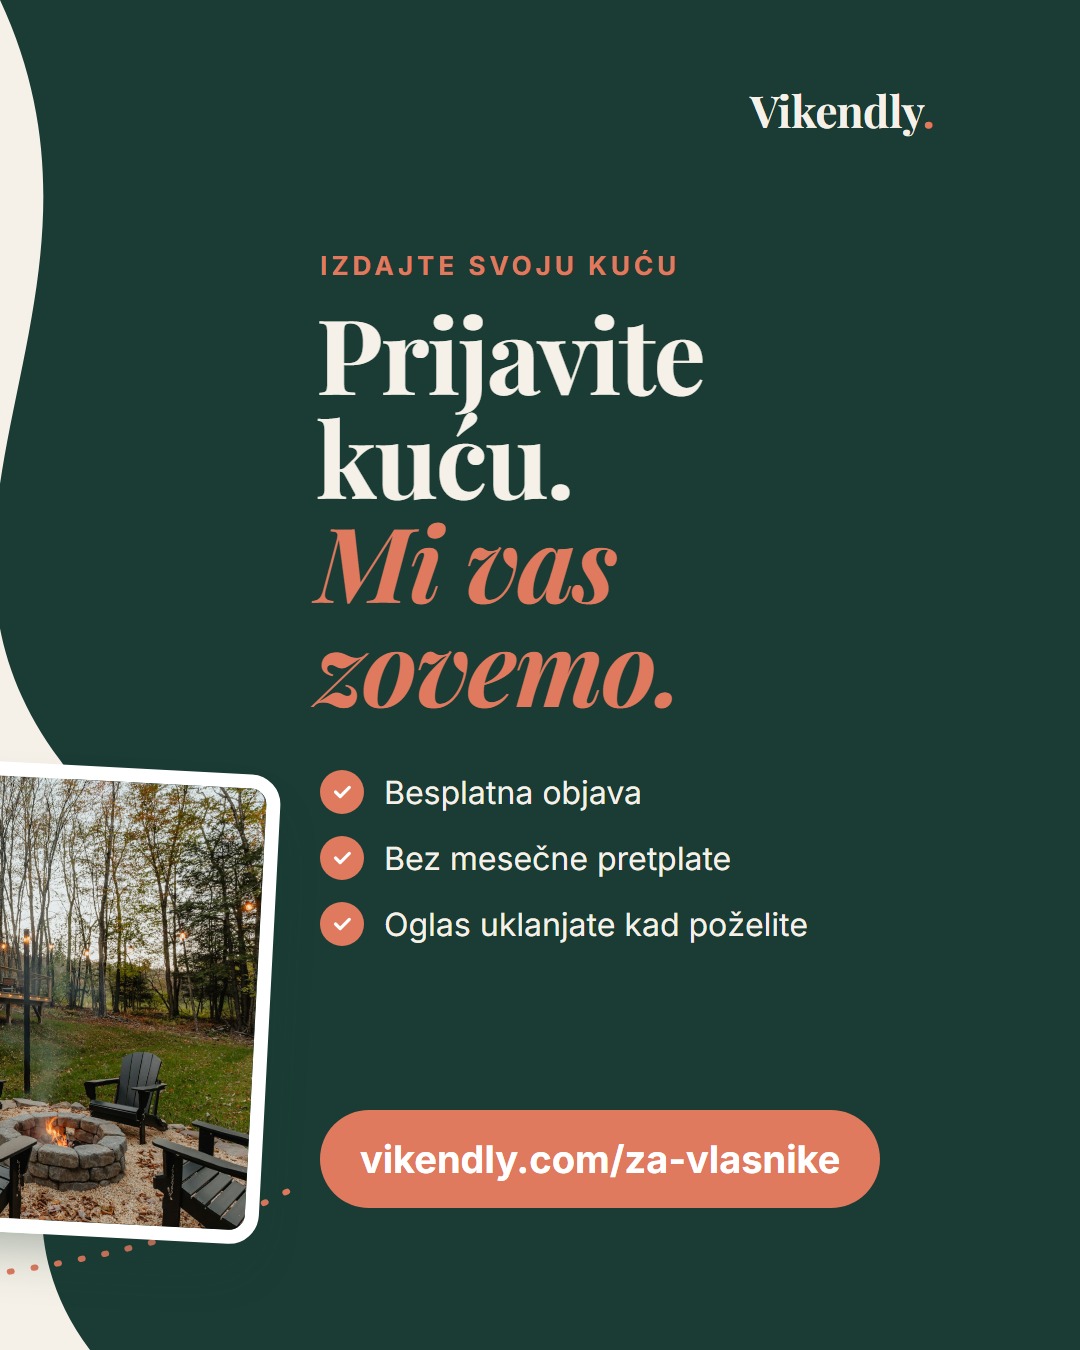 Vikendly.
IZDAJTE SVOJU KUĆU
Prijavite
kuću.
Mi vas
zovemo.
Besplatna objava
Bez mesečne pretplate
Oglas uklanjate kad poželite
vikendly.com/za-vlasnike